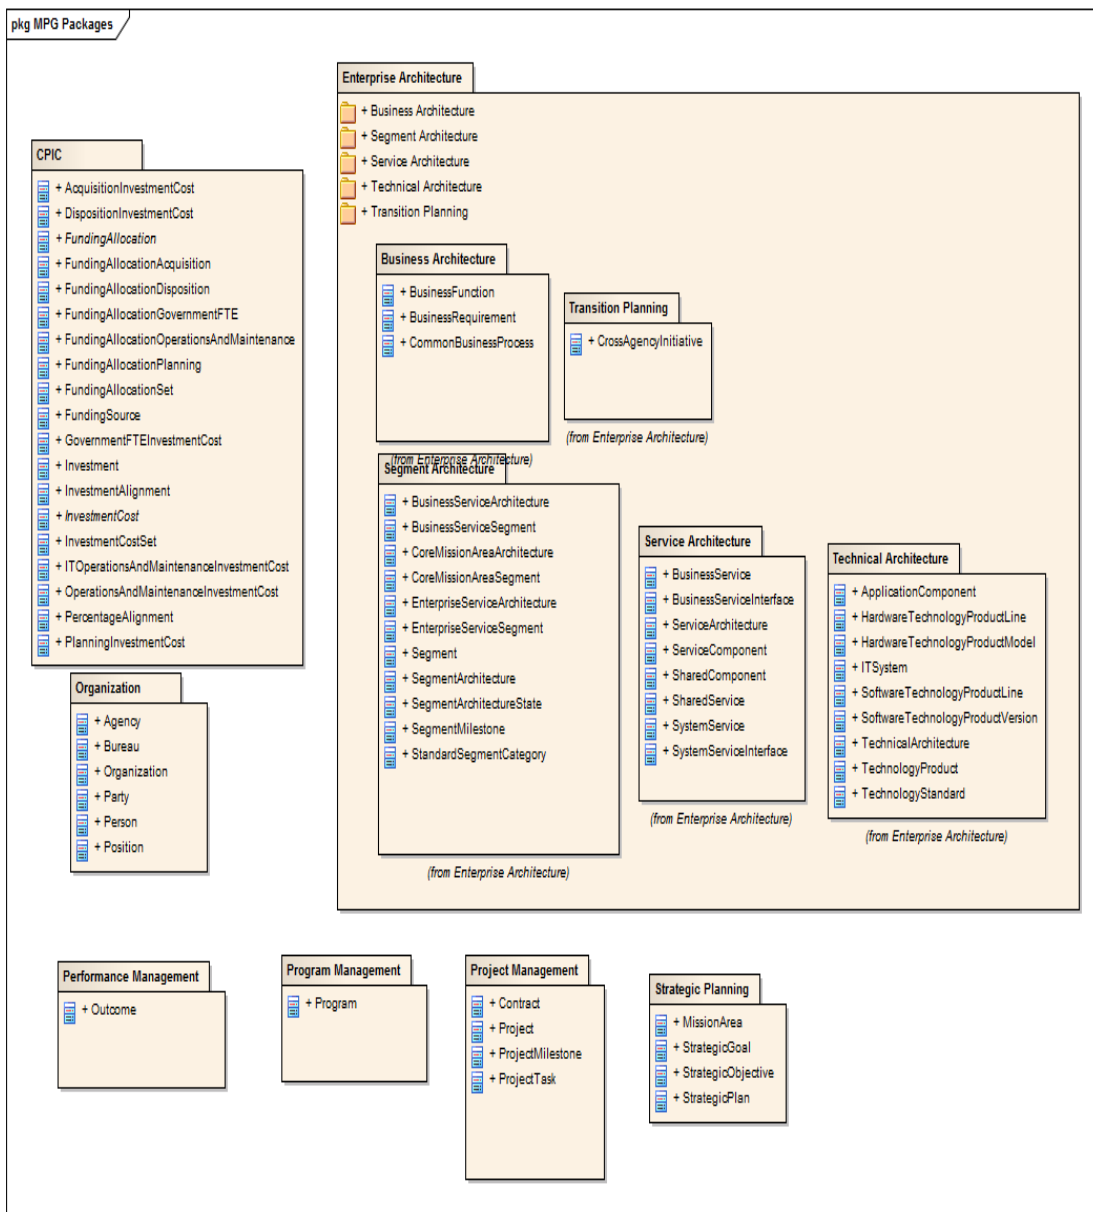 pkg MPG Packages
Enterprise Architecture
+ Business Architecture
+ Segment Architecture
+ Service Architecture
+ Technical Architecture
+ Transition Planning
CPIC
+ AcquisitionInvestmentCost
+ DispositionInvestmentCost
+ FundingAllocation
+ FundingAllocationAcquisition
+ FundingAllocationDisposition
+ FundingAllocationGovernmentFTE
+ FundingAllocationOperationsAndMaintenance
+ FundingAllocationPlanning
+ FundingAllocationSet
+ FundingSource
+ GovernmentFTEInvestmentCost
+ Investment
+ InvestmentAlignment
+ InvestmentCost
+ InvestmentCostSet
+ ITOperationsAndMaintenanceInvestmentCost
+ OperationsAndMaintenanceInvestmentCost
+ PercentageAlignment
+ PlanningInvestmentCost
Business Architecture
+ BusinessFunction
+ BusinessRequirement
+ CommonBusinessProcess
(from Enterprise Architecture)
Transition Planning
+ CrossAgencyInitiative
(from Enterprise Architecture)
Segment Architecture
+ BusinessServiceArchitecture
+ BusinessServiceSegment
+ CoreMissionAreaArchitecture
+ CoreMissionAreaSegment
+ EnterpriseServiceArchitecture
+ EnterpriseServiceSegment
+ Segment
+ SegmentArchitecture
+ SegmentArchitectureState
+ SegmentMilestone
+ StandardSegmentCategory
(from Enterprise Architecture)
Service Architecture
+ BusinessService
+ BusinessServiceInterface
+ ServiceArchitecture
+ ServiceComponent
+ SharedComponent
+ SharedService
+ SystemService
+ SystemServiceInterface
(from Enterprise Architecture)
Technical Architecture
+ ApplicationComponent
+ HardwareTechnologyProductLine
+ HardwareTechnologyProductModel
+ ITSystem
+ SoftwareTechnologyProductLine
+ SoftwareTechnologyProductVersion
+ TechnicalArchitecture
+ TechnologyProduct
+ TechnologyStandard
(from Enterprise Architecture)
Organization
+ Agency
+ Bureau
+ Organization
+ Party
+ Person
+ Position
Performance Management
+ Outcome
Program Management
+ Program
Project Management
+ Contract
+ Project
+ ProjectMilestone
+ ProjectTask
Strategic Planning
+ MissionArea
+ StrategicGoal
+ StrategicObjective
+ StrategicPlan